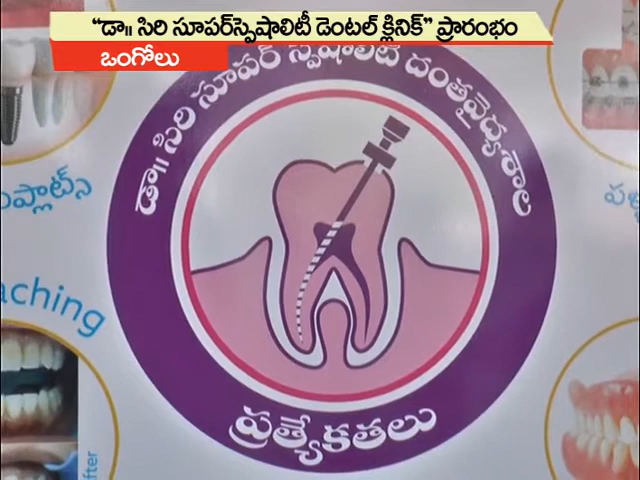 “డా॥ సిరి సూపర్‌స్పెషాలిటీ డెంటల్ క్లినిక్” ప్రారంభం
ఒంగోలు
డా॥ సిరి సూపర్ స్పెషాలిటీ దంతవైద్యశాల
ప్రత్యేకతలు
ప్లాంట్స్
aching
after